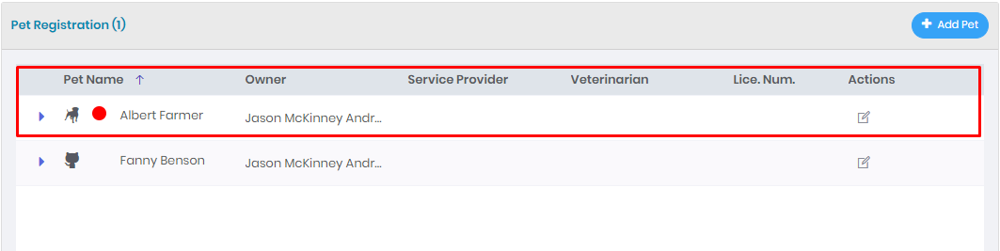 Pet Registration (1)
+ Add Pet
Pet Name ↑ Owner Service Provider Veterinarian Lice. Num. Actions
Albert Farmer Jason McKinney Andr...
Fanny Benson Jason McKinney Andr...